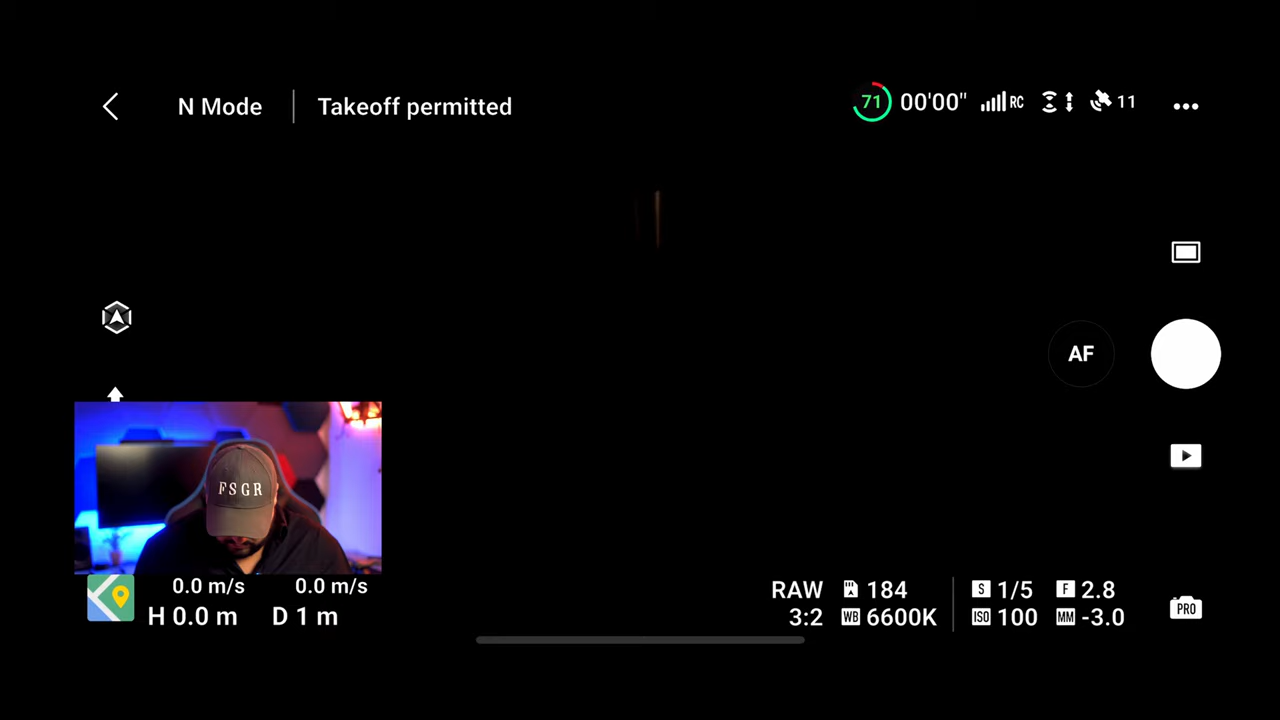 N Mode
Takeoff permitted
71
00'00"
RC
11
AF
FSGR
0.0 m/s
0.0 m/s
H 0.0 m
D 1 m
RAW
184
S 1/5
F 2.8
3:2
WB 6600K
ISO 100
MM -3.0
PRO